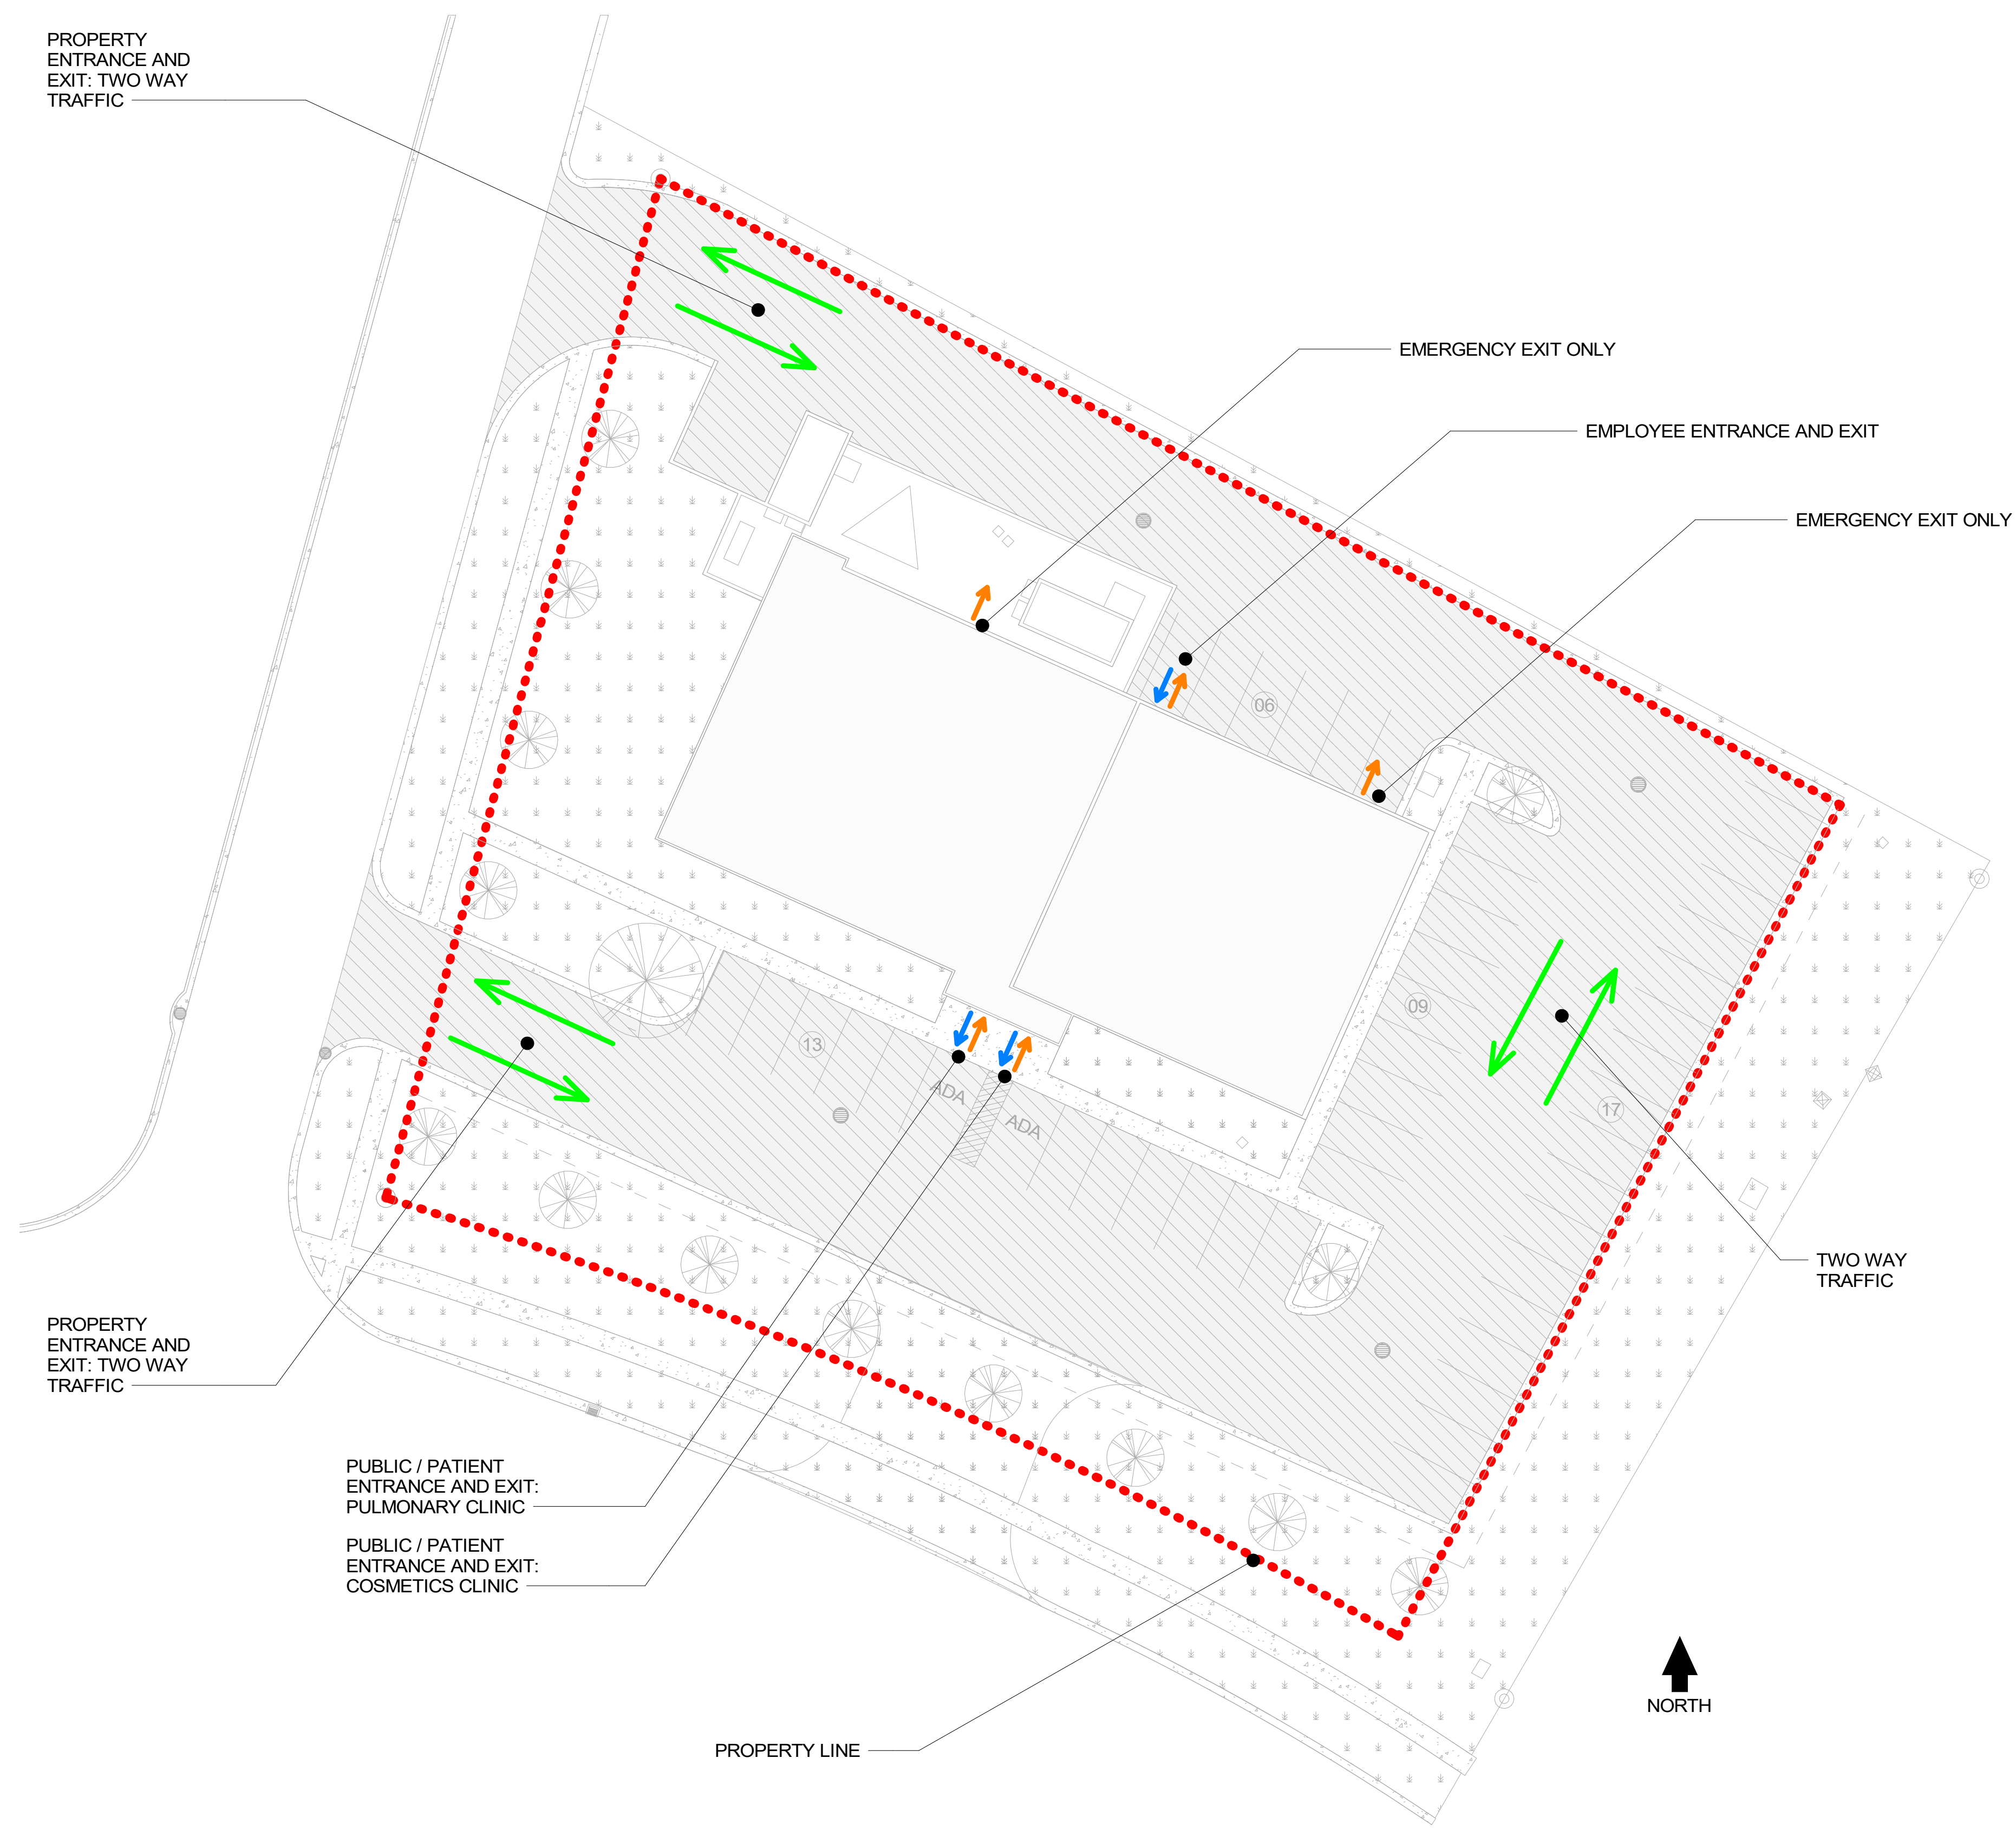 PROPERTY
ENTRANCE AND
EXIT: TWO WAY
TRAFFIC
EMERGENCY EXIT ONLY
EMPLOYEE ENTRANCE AND EXIT
EMERGENCY EXIT ONLY
06
09
13
ADA
ADA
17
TWO WAY
TRAFFIC
PROPERTY
ENTRANCE AND
EXIT: TWO WAY
TRAFFIC
PUBLIC / PATIENT
ENTRANCE AND EXIT:
PULMONARY CLINIC
PUBLIC / PATIENT
ENTRANCE AND EXIT:
COSMETICS CLINIC
NORTH
PROPERTY LINE